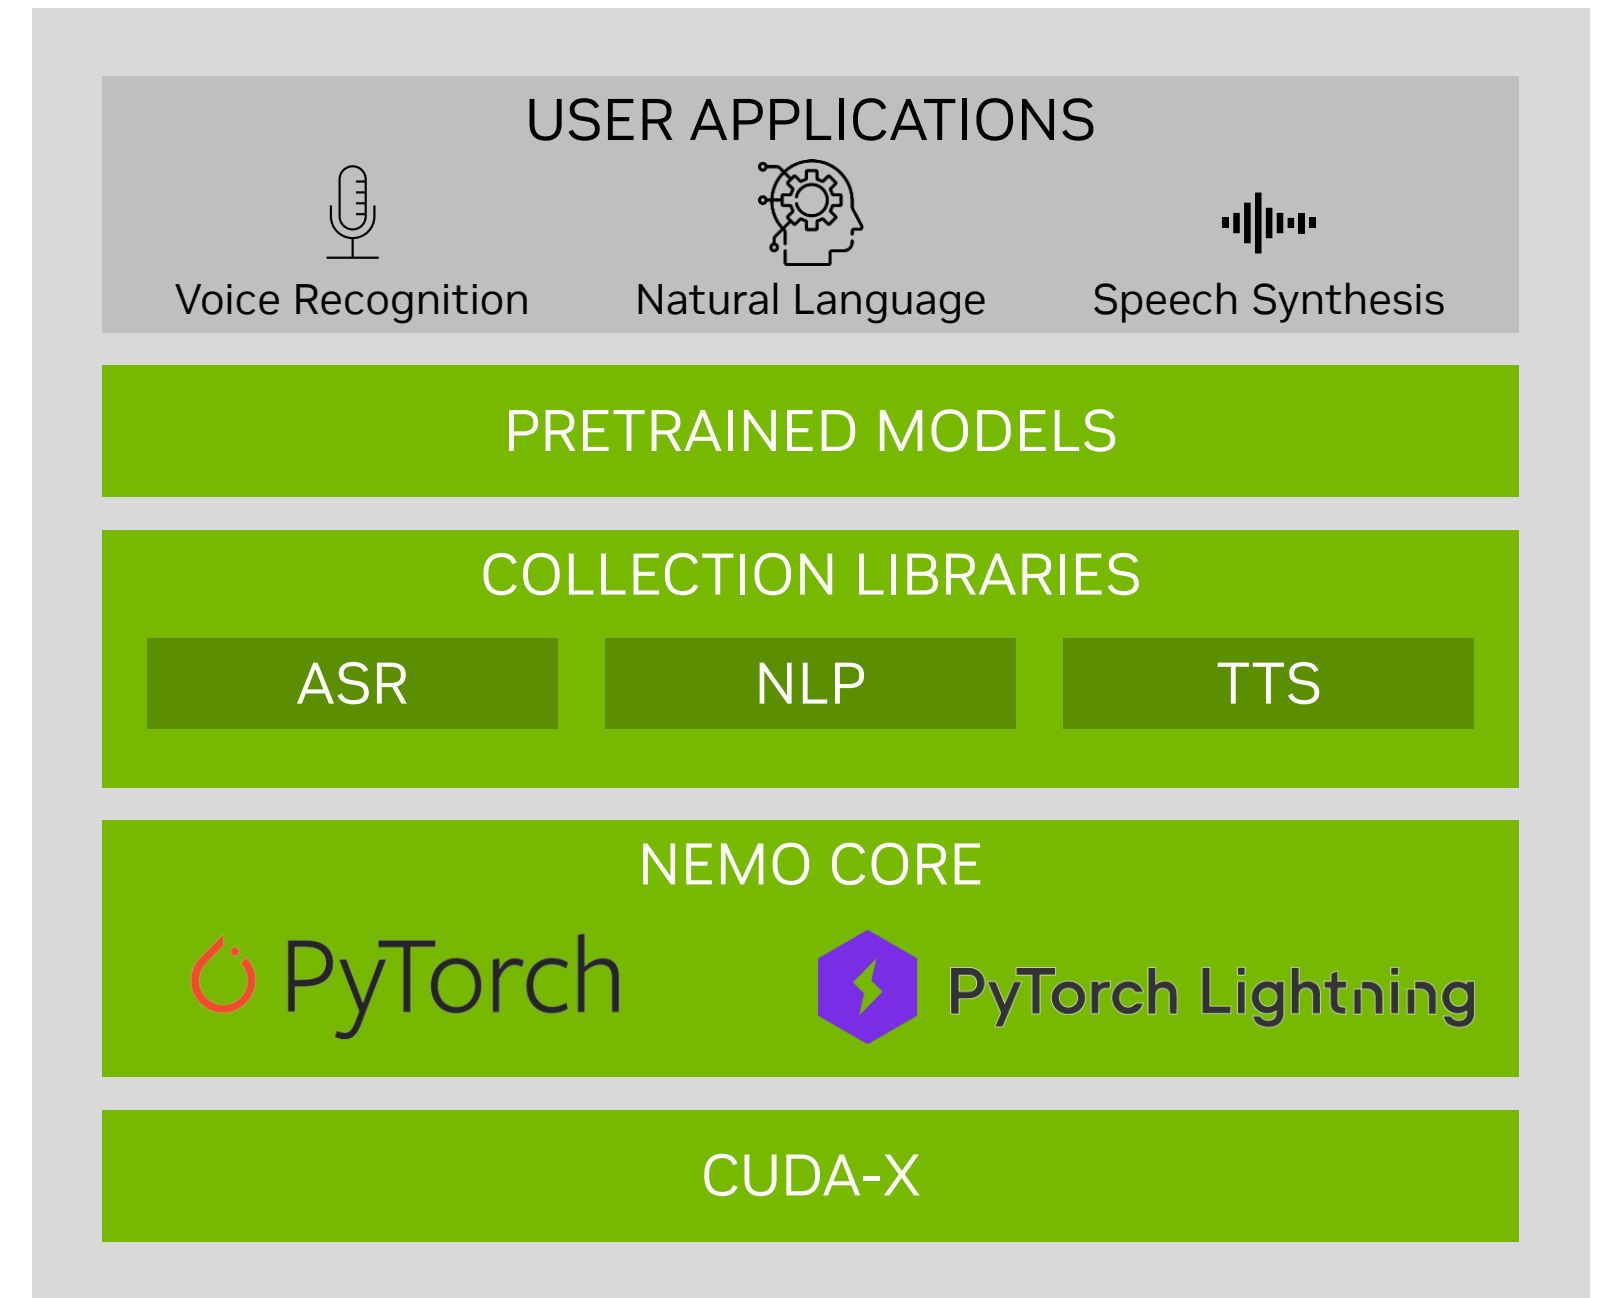 USER APPLICATIONS
Voice Recognition
Natural Language
Speech Synthesis
PRETRAINED MODELS
COLLECTION LIBRARIES
ASR
NLP
TTS
NEMO CORE
PyTorch
PyTorch Lightning
CUDA-X